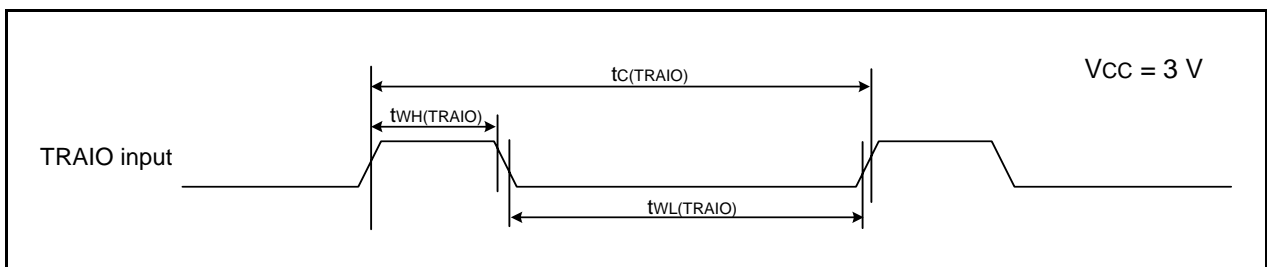 tC(TRAIO)
VCC = 3 V
tWH(TRAIO)
TRAIO input
tWL(TRAIO)